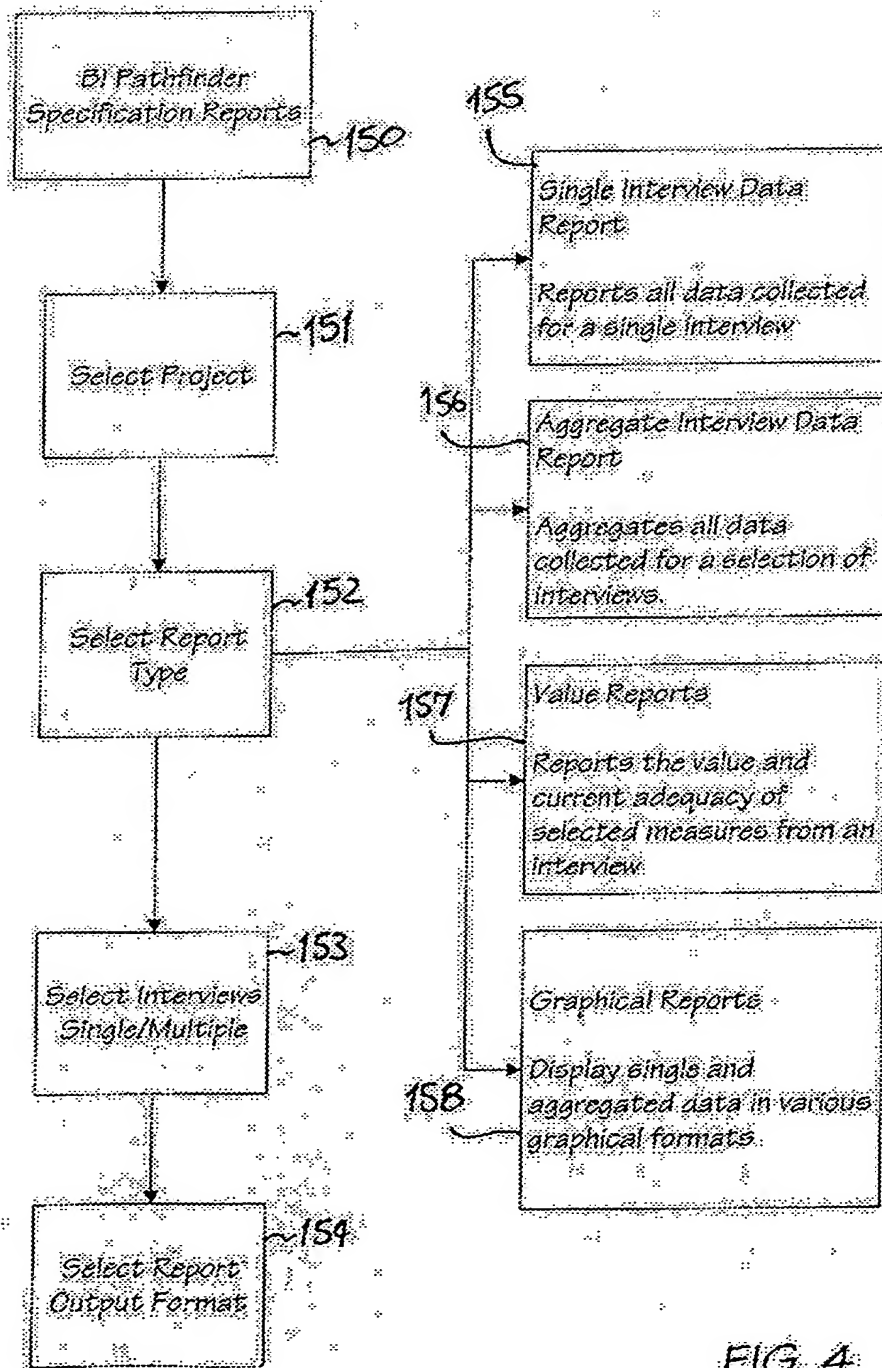 BI Pathfinder
Specification Reports
150
Select Project
151
Select Report
Type
152
Select Interviews
Single/Multiple
153
Select Report
Output Format
154
155
Single Interview Data
Report
Reports all data collected
for a single interview
156
Aggregate Interview Data
Report
Aggregates all data
collected for a selection of
interviews.
157
Value Reports
Reports the value and
current adequacy of
selected measures from an
interview
158
Graphical Reports
Display single and
aggregated data in various
graphical formats.
FIG. 4